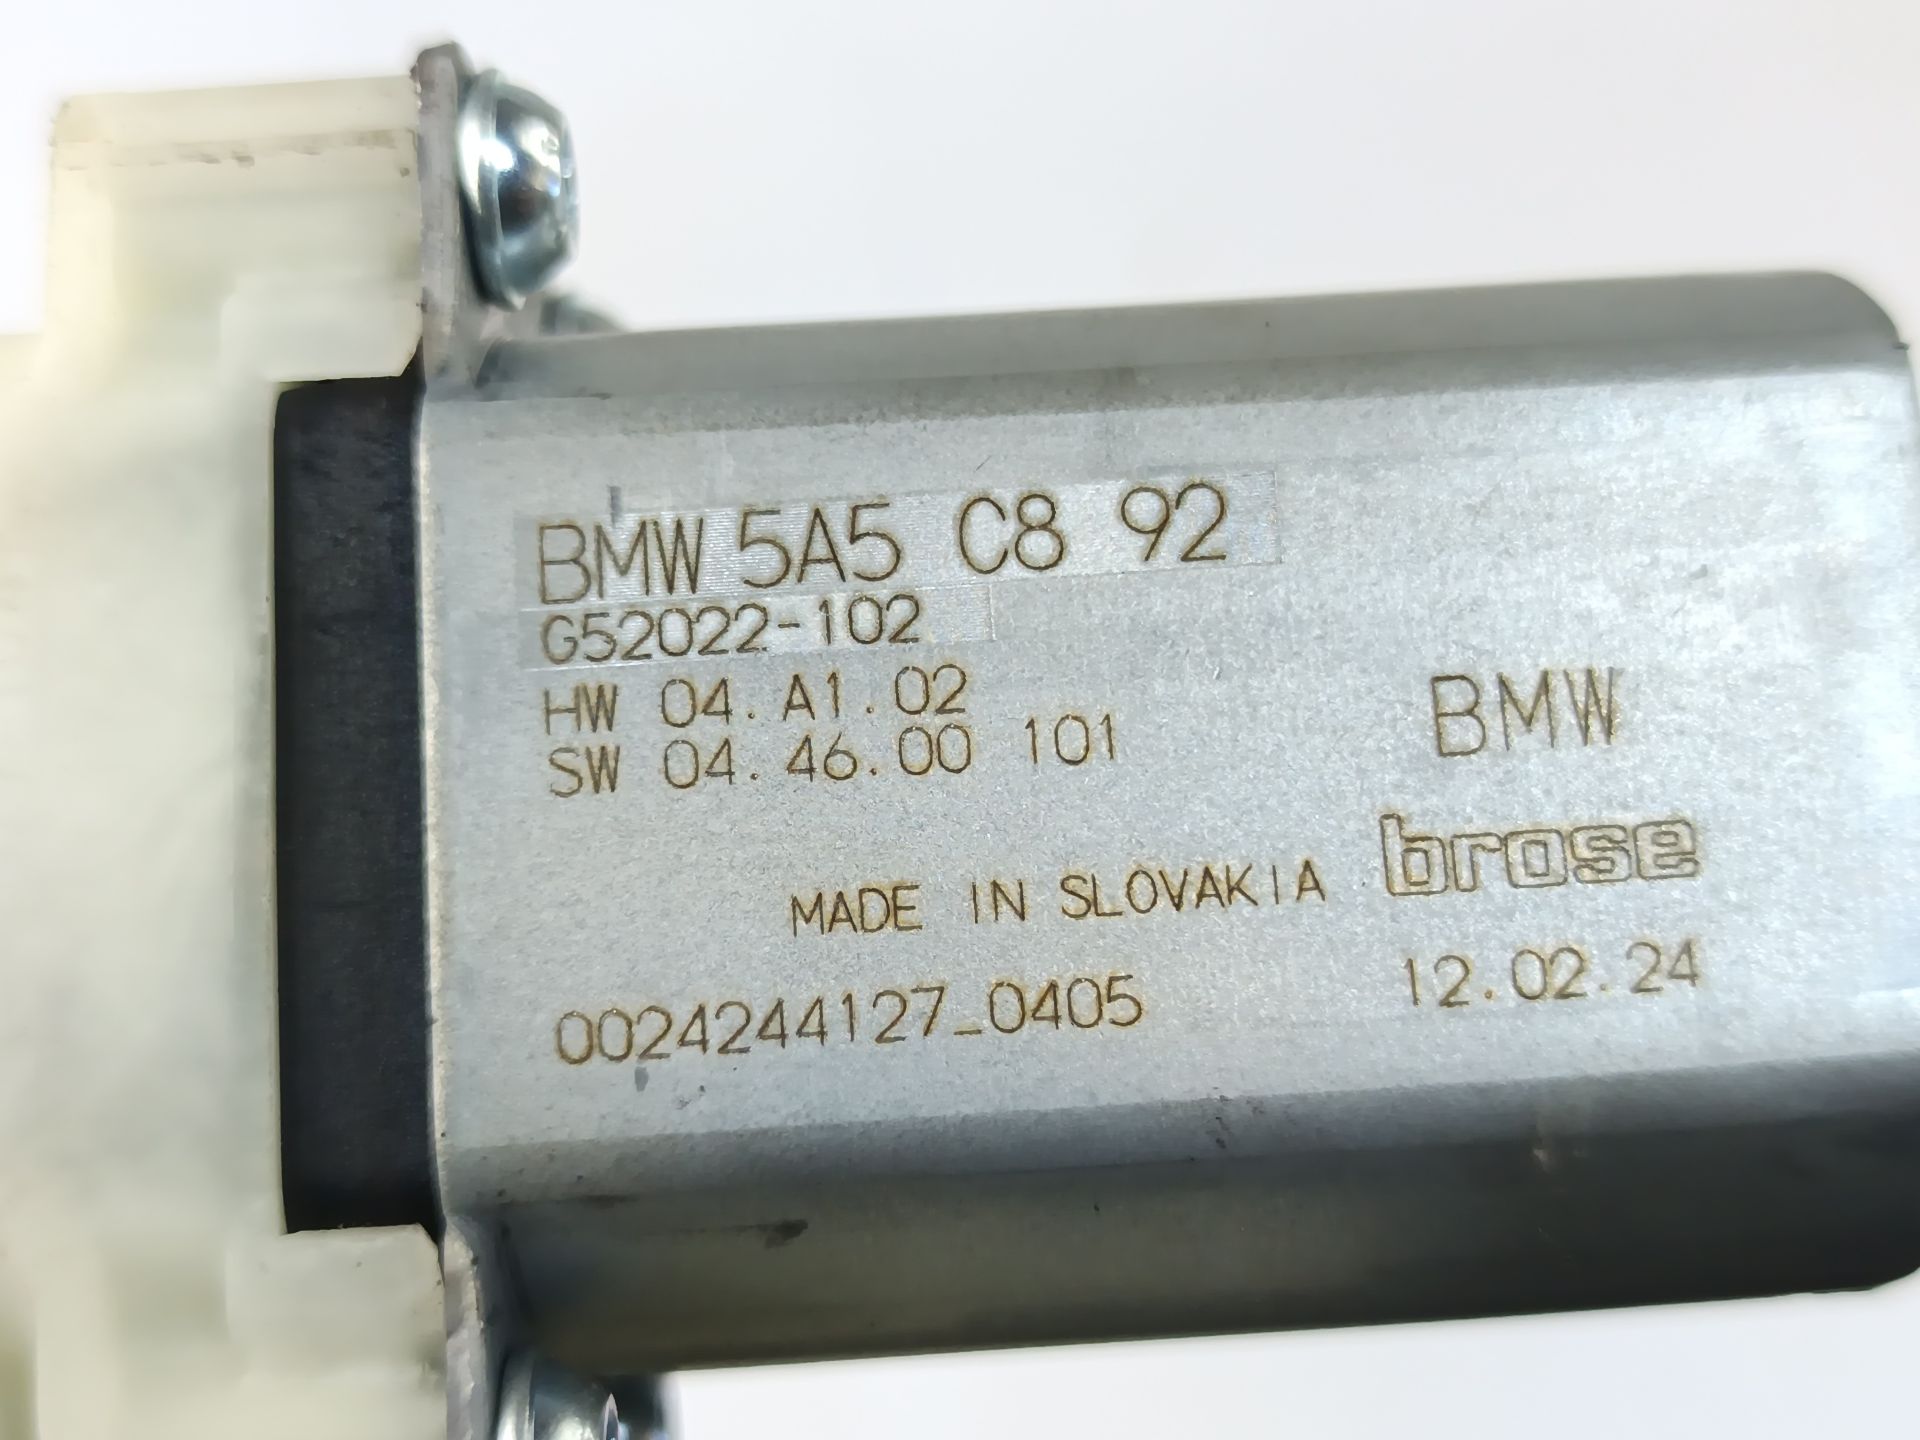 BMW 5A5 C8 92
G52022-102
HW 04.A1.02
SW 04.46.00 101
BMW
brose
MADE IN SLOVAKIA
0024244127_0405
12.02.24